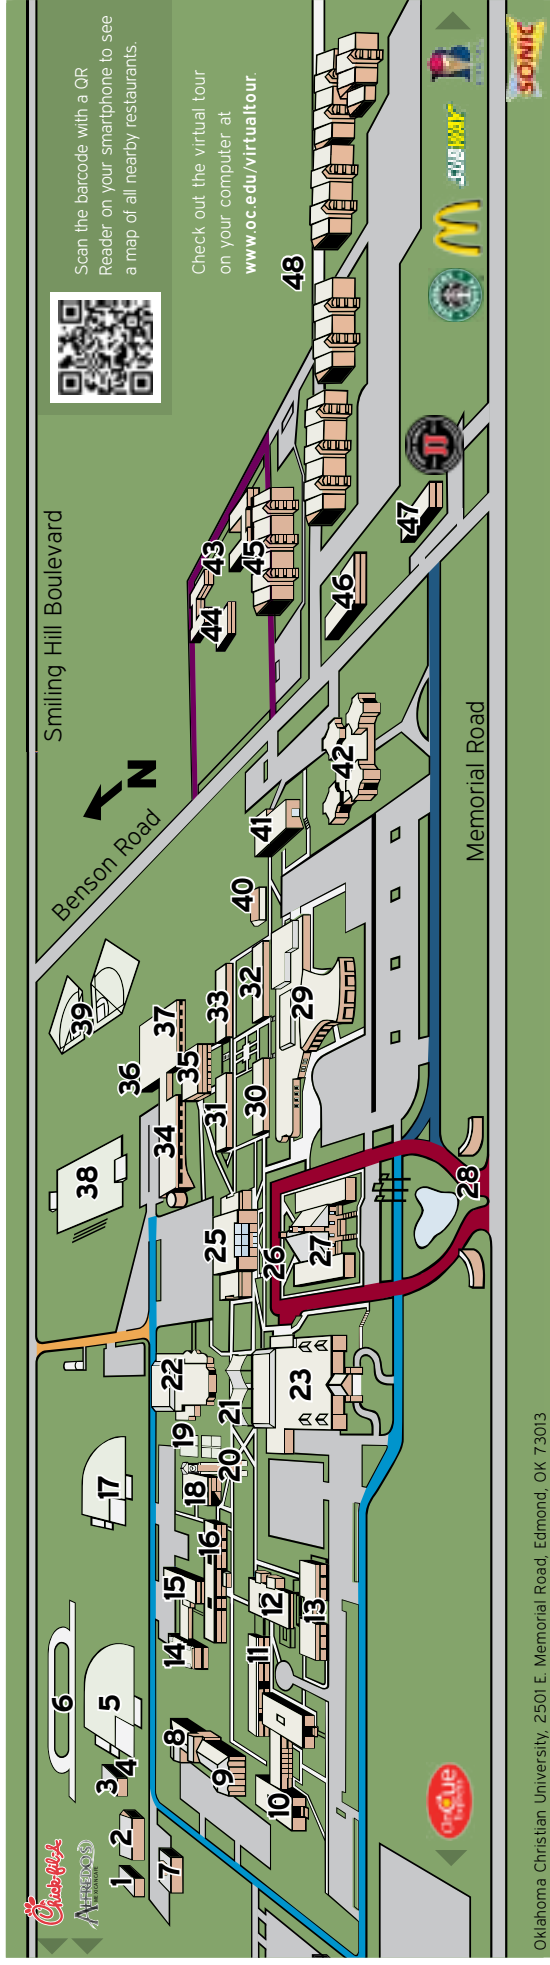 Smiling Hill Boulevard
Scan the barcode with a QR
Reader on your smartphone to see
a map of all nearby restaurants.
Check out the virtual tour
on your computer at
www.oc.edu/virtualtour.
Chick-fil-A
ALFREDO'S
Benson Road
N
Memorial Road
1
2
3
4
5
6
7
8
9
10
11
12
13
14
15
16
17
18
19
20
21
22
23
25
26
27
28
29
30
31
32
33
34
35
36
37
38
39
40
41
42
43
44
45
46
47
48
OnCue
Express
SUBWAY
SONIC
Oklahoma Christian University, 2501 E. Memorial Road, Edmond, OK 73013